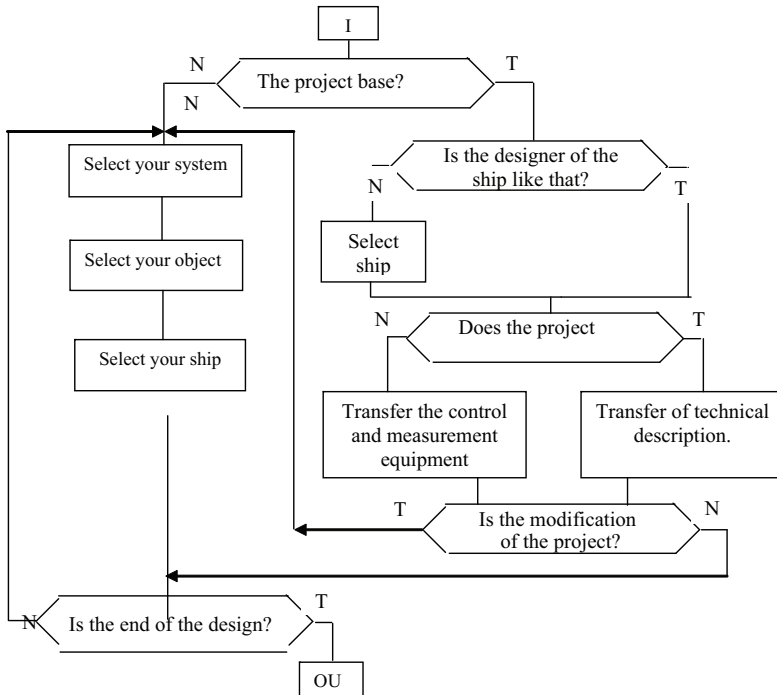 I
N
T
The project base?
N
Select your system
Is the designer of the
ship like that?
N
T
Select your object
Select
ship
N
Does the project
T
Select your ship
Transfer the control
and measurement
equipment
Transfer of technical
description.
T
Is the modification
of the project?
N
N
Is the end of the design?
T
OU